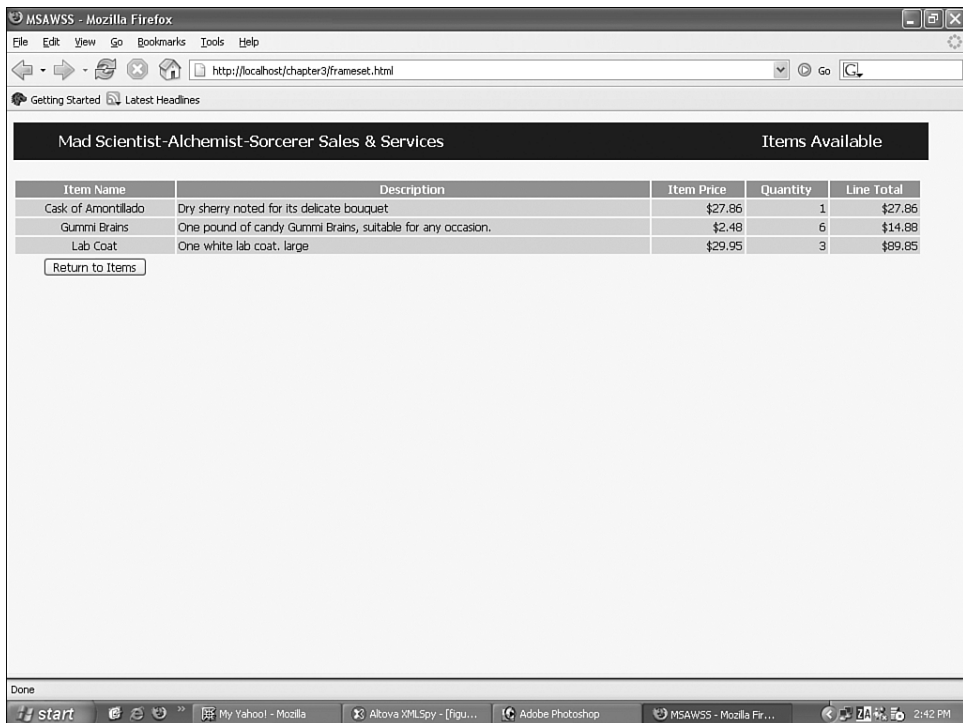 MSAWSS - Mozilla Firefox
File Edit View Go Bookmarks Tools Help
http://localhost/chapter3/frameset.html Go G
Getting Started Latest Headlines
Mad Scientist-Alchemist-Sorcerer Sales & Services Items Available
Item Name Description Item Price Quantity Line Total
Cask of Amontillado Dry sherry noted for its delicate bouquet $27.86 1 $27.86
Gummi Brains One pound of candy Gummi Brains, suitable for any occasion. $2.48 6 $14.88
Lab Coat One white lab coat. large $29.95 3 $89.85
Return to Items
Done
start My Yahoo! - Mozilla Altova XMLSpy - [figu... Adobe Photoshop MSAWSS - Mozilla Fir... 2:42 PM